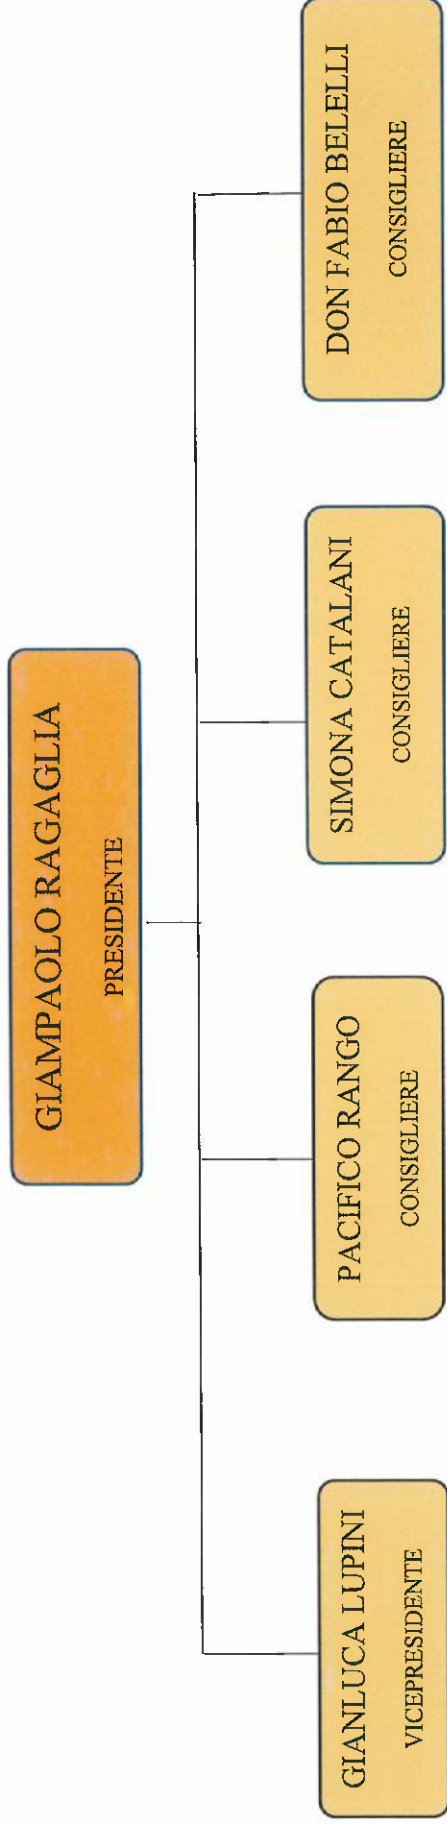 GIAMPAOLO RAGAGLIA
PRESIDENTE
GIANLUCA LUPINI
VICEPRESIDENTE
PACIFICO RANGO
CONSIGLIERE
SIMONA CATALANI
CONSIGLIERE
DON FABIO BELELLI
CONSIGLIERE